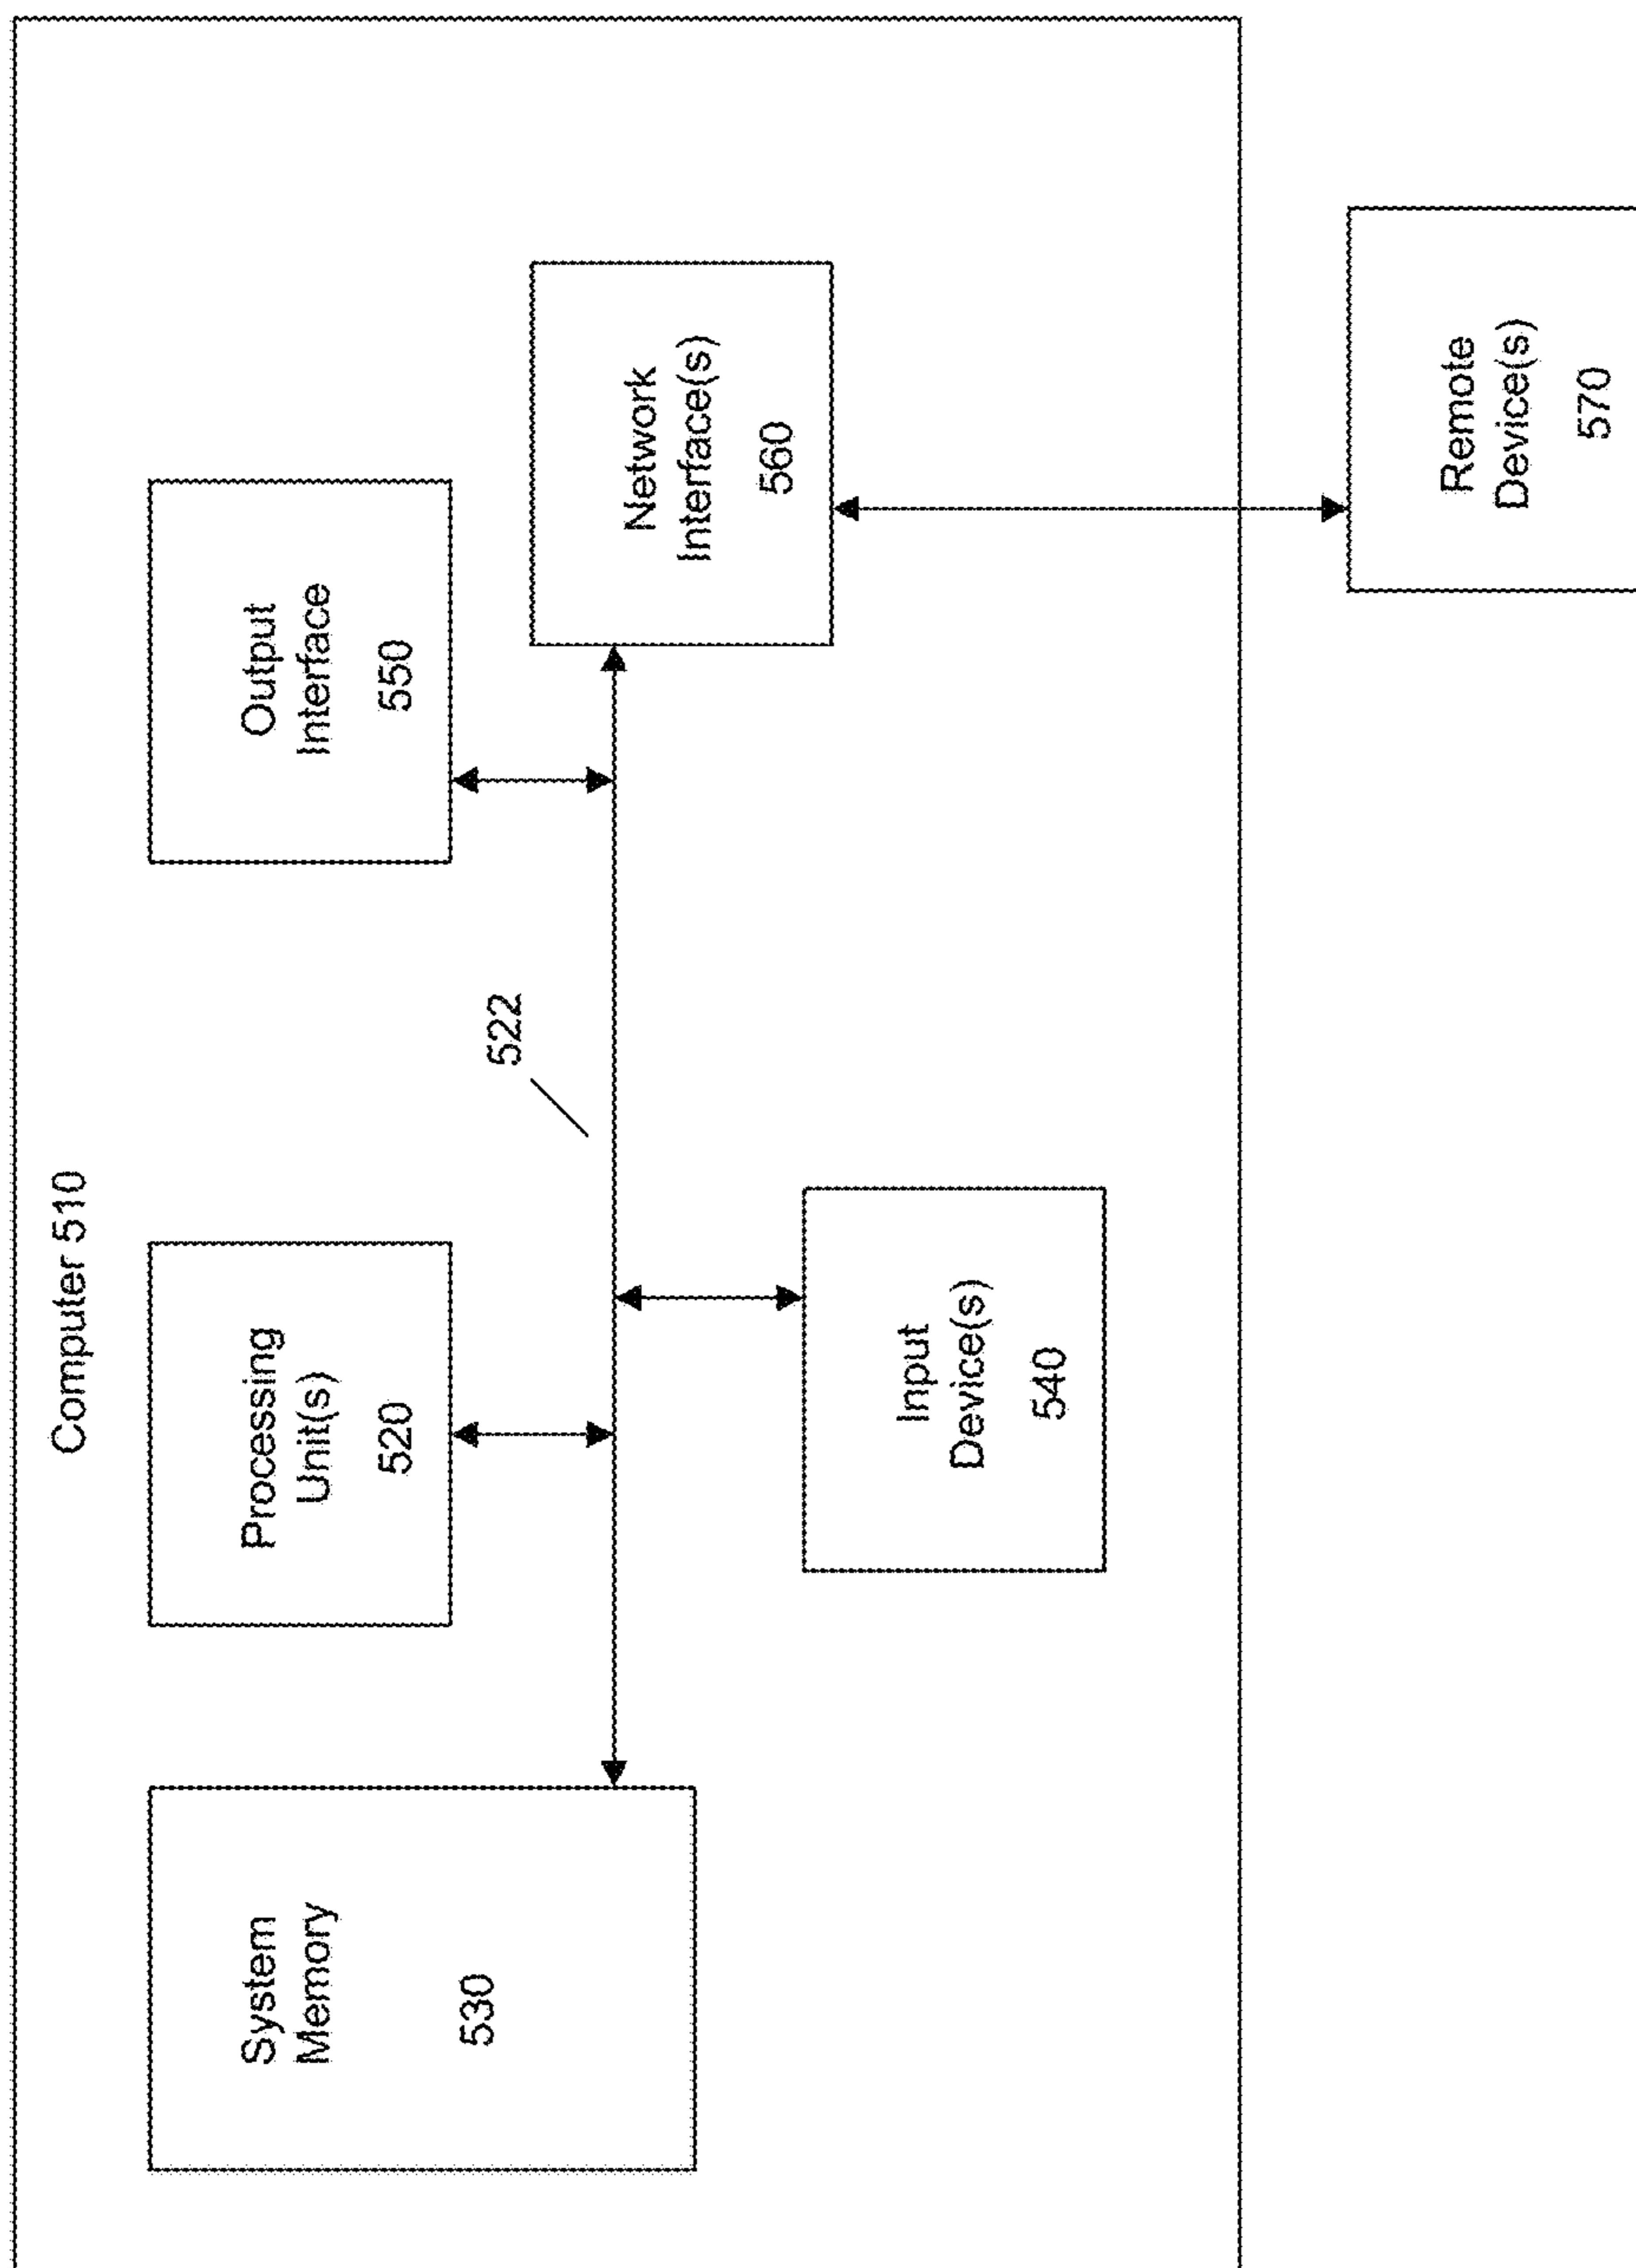 Computer 510
System
Memory
530
Processing
Unit(s)
520
Output
Interface
550
522
Network
Interface(s)
560
Input
Device(s)
540
Remote
Device(s)
570